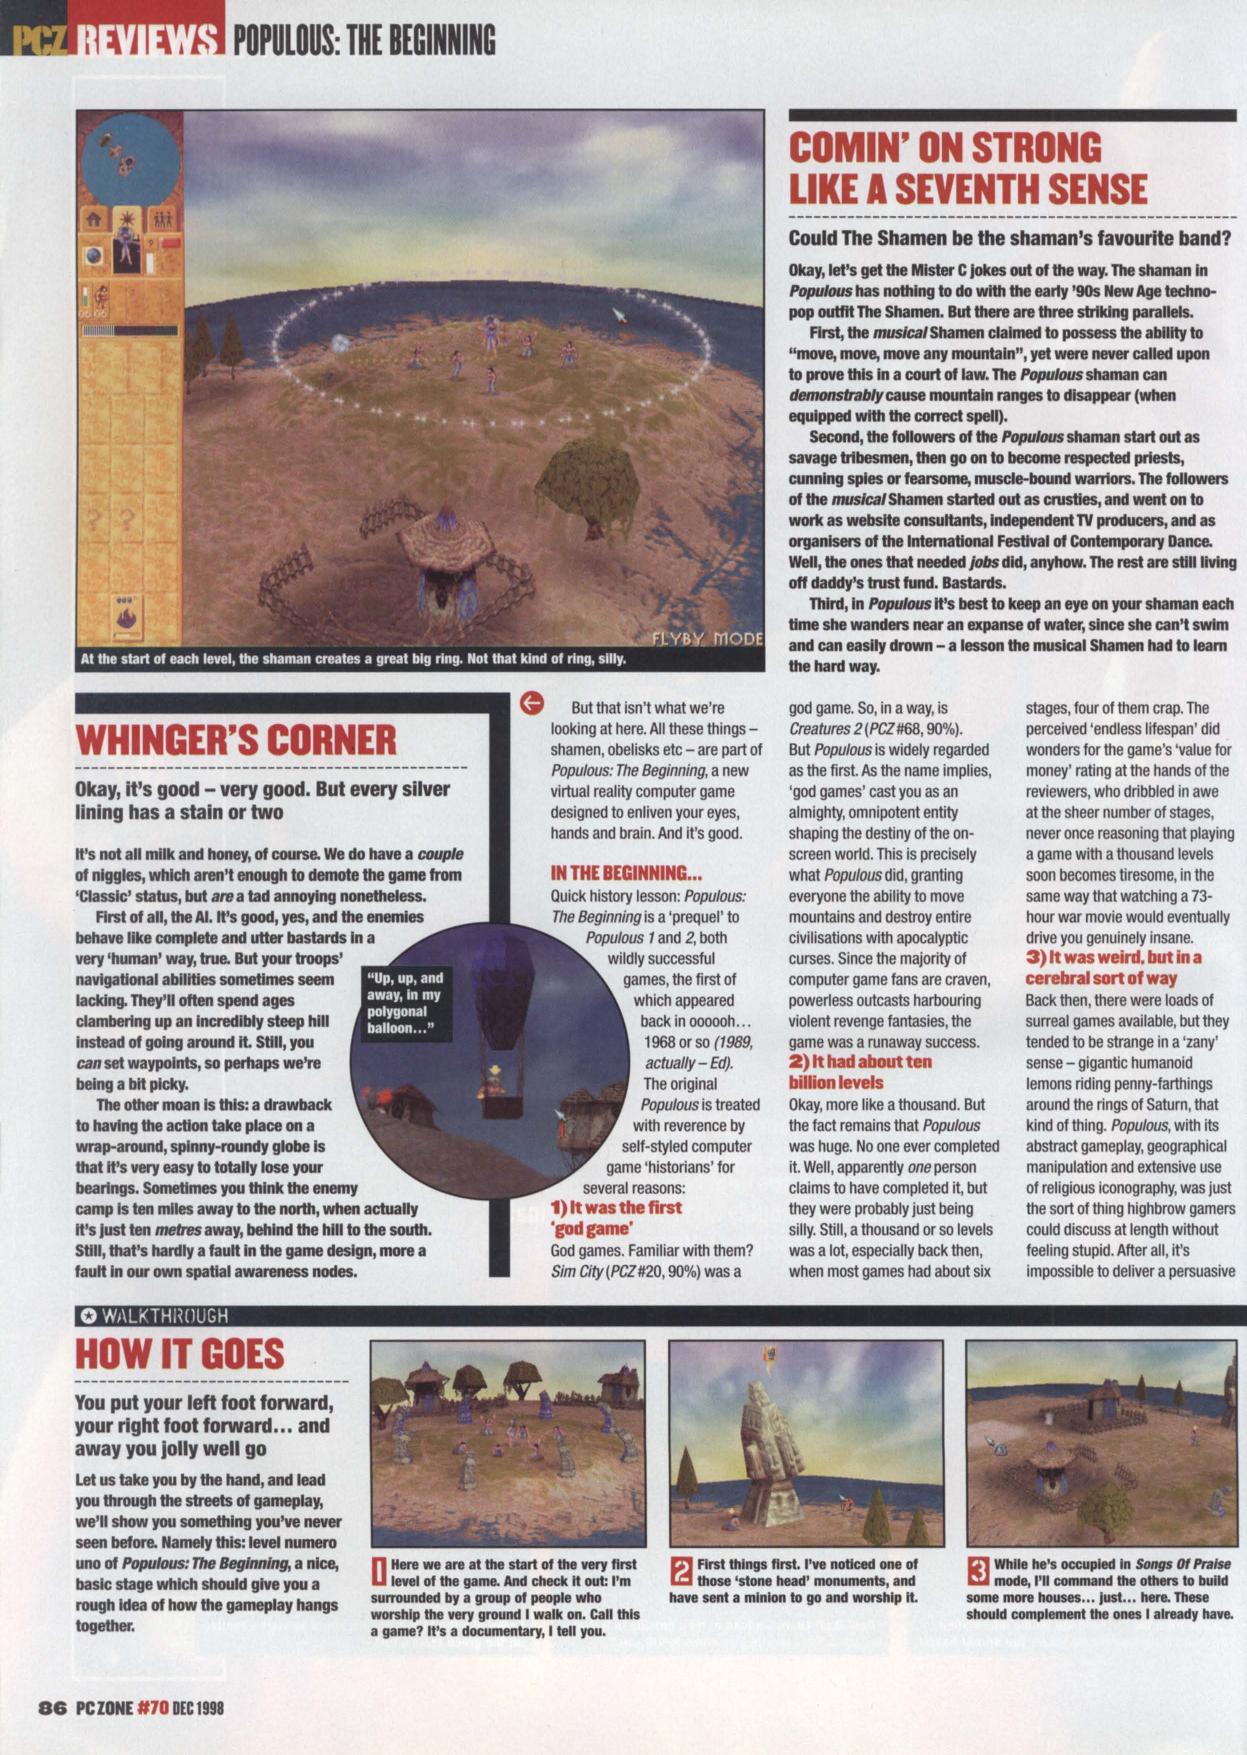 PCZ REVIEWS POPULOUS: THE BEGINNING
FLYBY MODE
At the start of each level, the shaman creates a great big ring. Not that kind of ring, silly.
COMIN' ON STRONG
LIKE A SEVENTH SENSE
Could The Shamen be the shaman's favourite band?
Okay, let's get the Mister C jokes out of the way. The shaman in
Populous has nothing to do with the early '90s New Age techno-
pop outfit The Shamen. But there are three striking parallels.
First, the musical Shamen claimed to possess the ability to
“move, move, move any mountain”, yet were never called upon
to prove this in a court of law. The Populous shaman can
demonstrably cause mountain ranges to disappear (when
equipped with the correct spell).
Second, the followers of the Populous shaman start out as
savage tribesmen, then go on to become respected priests,
cunning spies or fearsome, muscle-bound warriors. The followers
of the musical Shamen started out as crusties, and went on to
work as website consultants, independent TV producers, and as
organisers of the International Festival of Contemporary Dance.
Well, the ones that needed jobs did, anyhow. The rest are still living
off daddy's trust fund. Bastards.
Third, in Populous it's best to keep an eye on your shaman each
time she wanders near an expanse of water, since she can't swim
and can easily drown – a lesson the musical Shamen had to learn
the hard way.
WHINGER'S CORNER
Okay, it's good – very good. But every silver
lining has a stain or two
It's not all milk and honey, of course. We do have a couple
of niggles, which aren't enough to demote the game from
‘Classic’ status, but are a tad annoying nonetheless.
First of all, the AI. It's good, yes, and the enemies
behave like complete and utter bastards in a
very ‘human’ way, true. But your troops'
navigational abilities sometimes seem
lacking. They'll often spend ages
clambering up an incredibly steep hill
instead of going around it. Still, you
can set waypoints, so perhaps we're
being a bit picky.
The other moan is this: a drawback
to having the action take place on a
wrap-around, spinny-roundy globe is
that it's very easy to totally lose your
bearings. Sometimes you think the enemy
camp is ten miles away to the north, when actually
it's just ten metres away, behind the hill to the south.
Still, that's hardly a fault in the game design, more a
fault in our own spatial awareness nodes.
“Up, up, and
away, in my
polygonal
balloon...”
But that isn't what we're
looking at here. All these things –
shamen, obelisks etc – are part of
Populous: The Beginning, a new
virtual reality computer game
designed to enliven your eyes,
hands and brain. And it's good.
IN THE BEGINNING...
Quick history lesson: Populous:
The Beginning is a ‘prequel’ to
Populous 1 and 2, both
wildly successful
games, the first of
which appeared
back in oooooh...
1968 or so (1989,
actually – Ed).
The original
Populous is treated
with reverence by
self-styled computer
game ‘historians’ for
several reasons:
1) It was the first
‘god game’
God games. Familiar with them?
Sim City (PCZ #20, 90%) was a
god game. So, in a way, is
Creatures 2 (PCZ #68, 90%).
But Populous is widely regarded
as the first. As the name implies,
‘god games’ cast you as an
almighty, omnipotent entity
shaping the destiny of the on-
screen world. This is precisely
what Populous did, granting
everyone the ability to move
mountains and destroy entire
civilisations with apocalyptic
curses. Since the majority of
computer game fans are craven,
powerless outcasts harbouring
violent revenge fantasies, the
game was a runaway success.
2) It had about ten
billion levels
Okay, more like a thousand. But
the fact remains that Populous
was huge. No one ever completed
it. Well, apparently one person
claims to have completed it, but
they were probably just being
silly. Still, a thousand or so levels
was a lot, especially back then,
when most games had about six
stages, four of them crap. The
perceived ‘endless lifespan’ did
wonders for the game's ‘value for
money’ rating at the hands of the
reviewers, who dribbled in awe
at the sheer number of stages,
never once reasoning that playing
a game with a thousand levels
soon becomes tiresome, in the
same way that watching a 73-
hour war movie would eventually
drive you genuinely insane.
3) It was weird, but in a
cerebral sort of way
Back then, there were loads of
surreal games available, but they
tended to be strange in a ‘zany’
sense – gigantic humanoid
lemons riding penny-farthings
around the rings of Saturn, that
kind of thing. Populous, with its
abstract gameplay, geographical
manipulation and extensive use
of religious iconography, was just
the sort of thing highbrow gamers
could discuss at length without
feeling stupid. After all, it's
impossible to deliver a persuasive
WALKTHROUGH
HOW IT GOES
You put your left foot forward,
your right foot forward... and
away you jolly well go
Let us take you by the hand, and lead
you through the streets of gameplay,
we'll show you something you've never
seen before. Namely this: level numero
uno of Populous: The Beginning, a nice,
basic stage which should give you a
rough idea of how the gameplay hangs
together.
1 Here we are at the start of the very first
level of the game. And check it out: I'm
surrounded by a group of people who
worship the very ground I walk on. Call this
a game? It's a documentary, I tell you.
2 First things first. I've noticed one of
those ‘stone head’ monuments, and
have sent a minion to go and worship it.
3 While he's occupied in Songs Of Praise
mode, I'll command the others to build
some more houses... just... here. These
should complement the ones I already have.
86 PC ZONE #70 DEC 1998